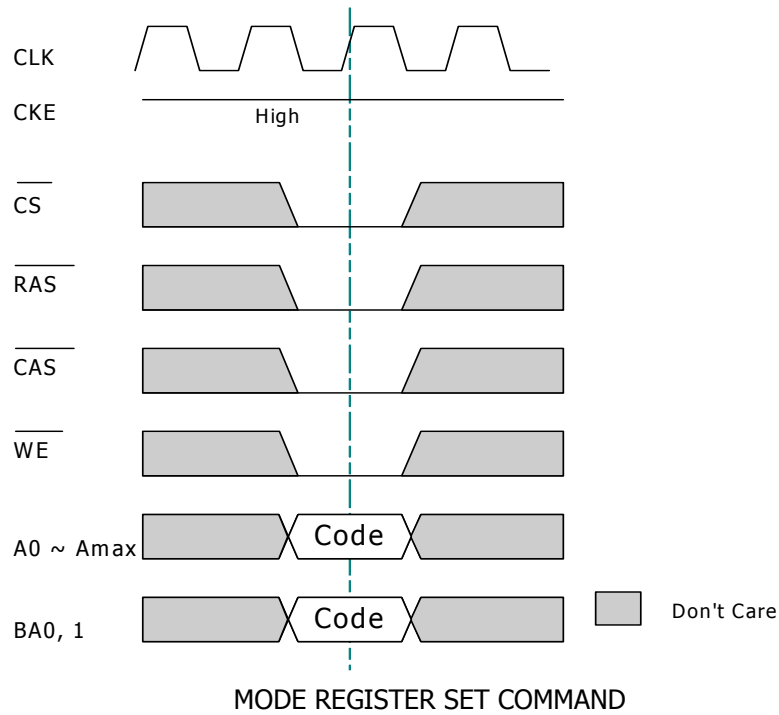 CLK
CKE
High
CS
RAS
CAS
WE
A0 ~ Amax
Code
BA0, 1
Code
Don't Care
MODE REGISTER SET COMMAND